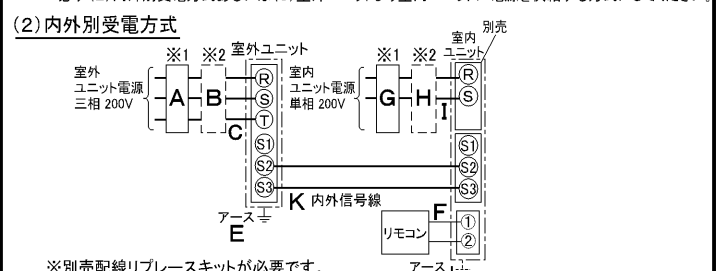 (2)内外別受電方式
※1 ※2 室外ユニット
室外
ユニット電源
三相 200V
A B C
R
S
T
S1
S2
S3
アース
E
※1 ※2
室内
ユニット
別売
室内
ユニット電源
単相 200V
G H I
R
S
S1
S2
S3
K 内外信号線
リモコン
F
①
②
アース
※別売配線リプレースキットが必要です。